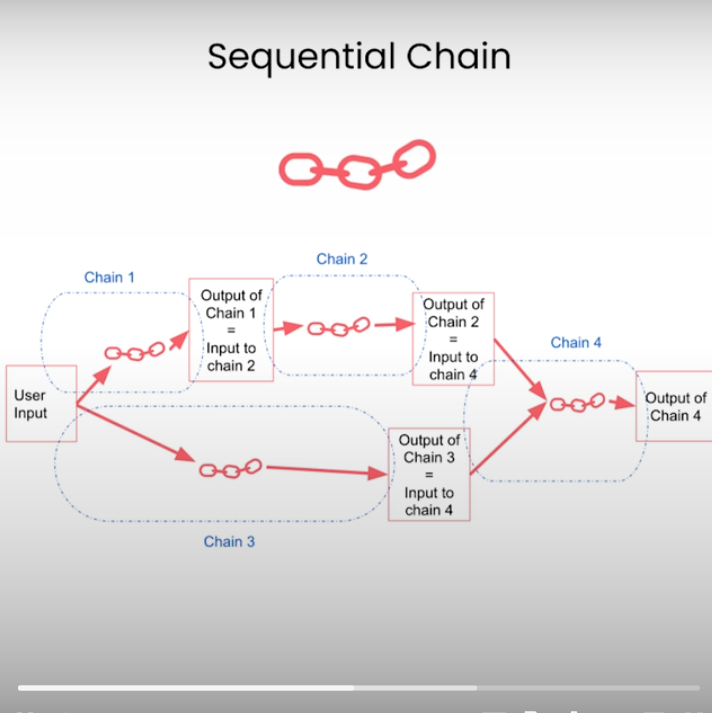 Sequential Chain
Chain 1
Chain 2
Output of
Chain 1
=
Input to
chain 2
Output of
Chain 2
=
Input to
chain 4
Chain 4
User
Input
Output of
Chain 4
Output of
Chain 3
=
Input to
chain 4
Chain 3